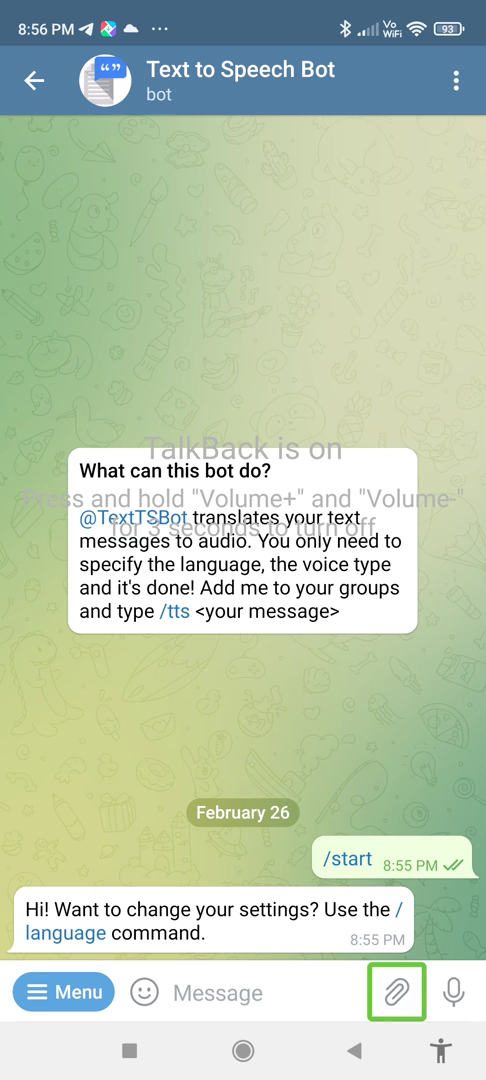 8:56 PM
Vo
WiFi
93
Text to Speech Bot
bot
TalkBack is on
Press and hold "Volume+" and "Volume-"
for 3 seconds to turn off
What can this bot do?
@TextTSBot translates your text
messages to audio. You only need to
specify the language, the voice type
and it's done! Add me to your groups
and type /tts <your message>
February 26
/start 8:55 PM
Hi! Want to change your settings? Use the /
language command.
8:55 PM
Menu
Message